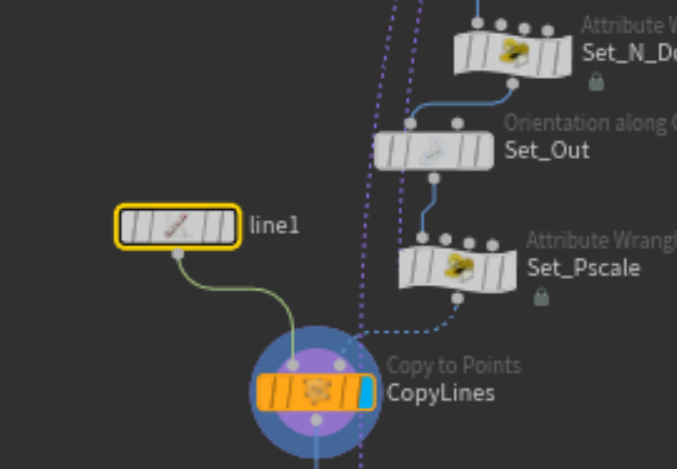 Attribute W
Set_N_Do
Orientation along C
Set_Out
line1
Attribute Wrangl
Set_Pscale
Copy to Points
CopyLines